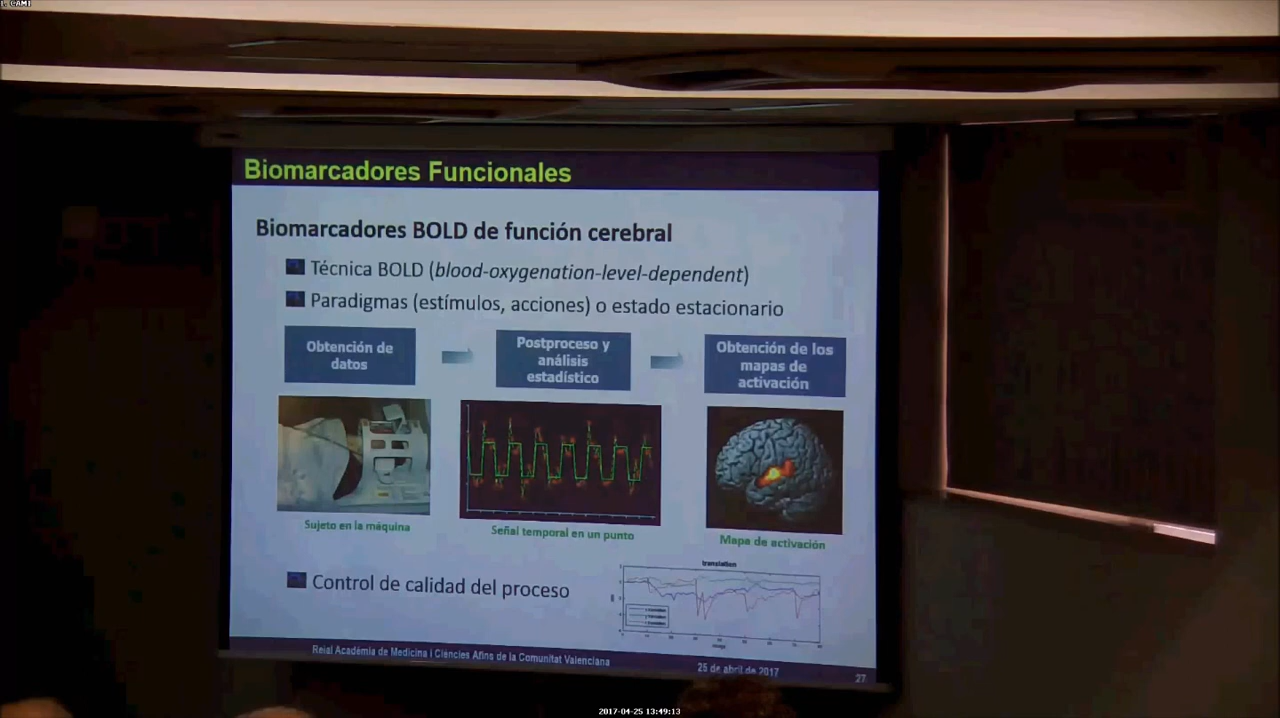 Biomarcadores Funcionales
Biomarcadores BOLD de función cerebral
Técnica BOLD (blood-oxygenation-level-dependent)
Paradigmas (estímulos, acciones) o estado estacionario
Obtención de
datos
Postproceso y
análisis
estadístico
Obtención de los
mapas de
activación
Sujeto en la máquina
Señal temporal en un punto
Mapa de activación
Control de calidad del proceso
translation
Reial Acadèmia de Medicina i Ciències Afins de la Comunitat Valenciana
25 de abril de 2017
27
2017-04-25 13:49:13